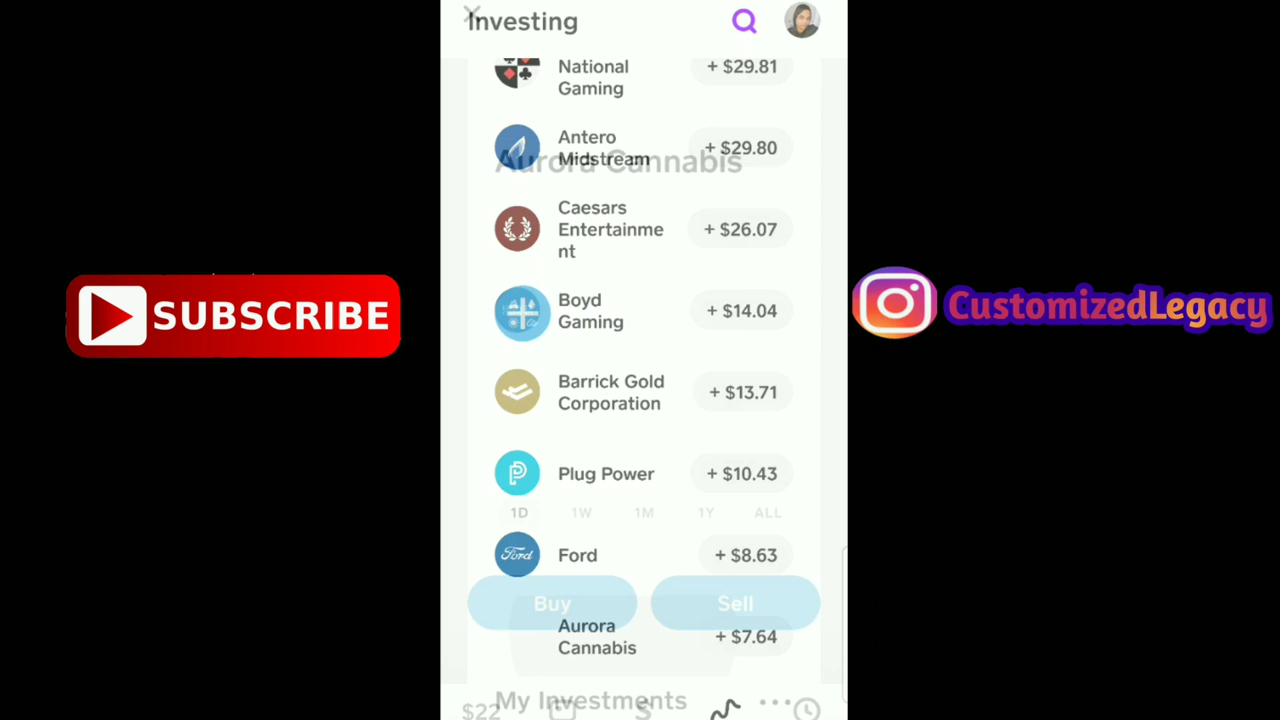 Investing
National
Gaming
+ $29.81
Antero
Midstream
+ $29.80
Aurora Cannabis
Caesars
Entertainme
nt
+ $26.07
Boyd
Gaming
+ $14.04
Barrick Gold
Corporation
+ $13.71
Plug Power
+ $10.43
1D 1W 1M 1Y ALL
Ford
Ford
+ $8.63
Buy
Sell
Aurora
Cannabis
+ $7.64
My Investments
$22
SUBSCRIBE
CustomizedLegacy